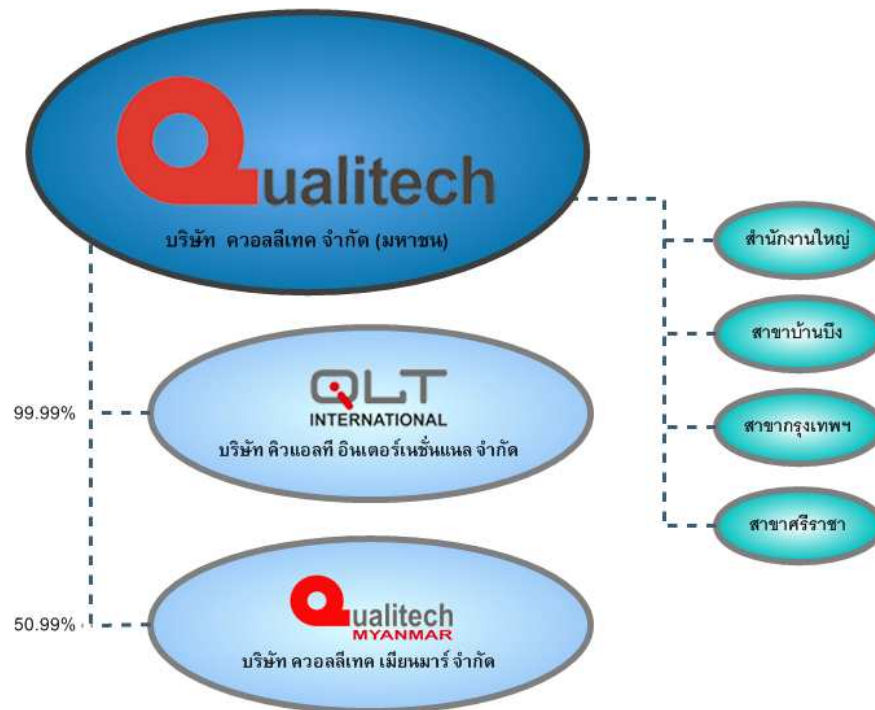 Qualitech
บริษัท ควอลลีเทค จำกัด (มหาชน)
สำนักงานใหญ่
สาขาบ้านบึง
สาขากรุงเทพฯ
สาขาศรีราชา
99.99%
QLT
INTERNATIONAL
บริษัท คิวแอลที อินเตอร์เนชั่นแนล จำกัด
50.99%
Qualitech
MYANMAR
บริษัท ควอลลีเทค เมียนมาร์ จำกัด